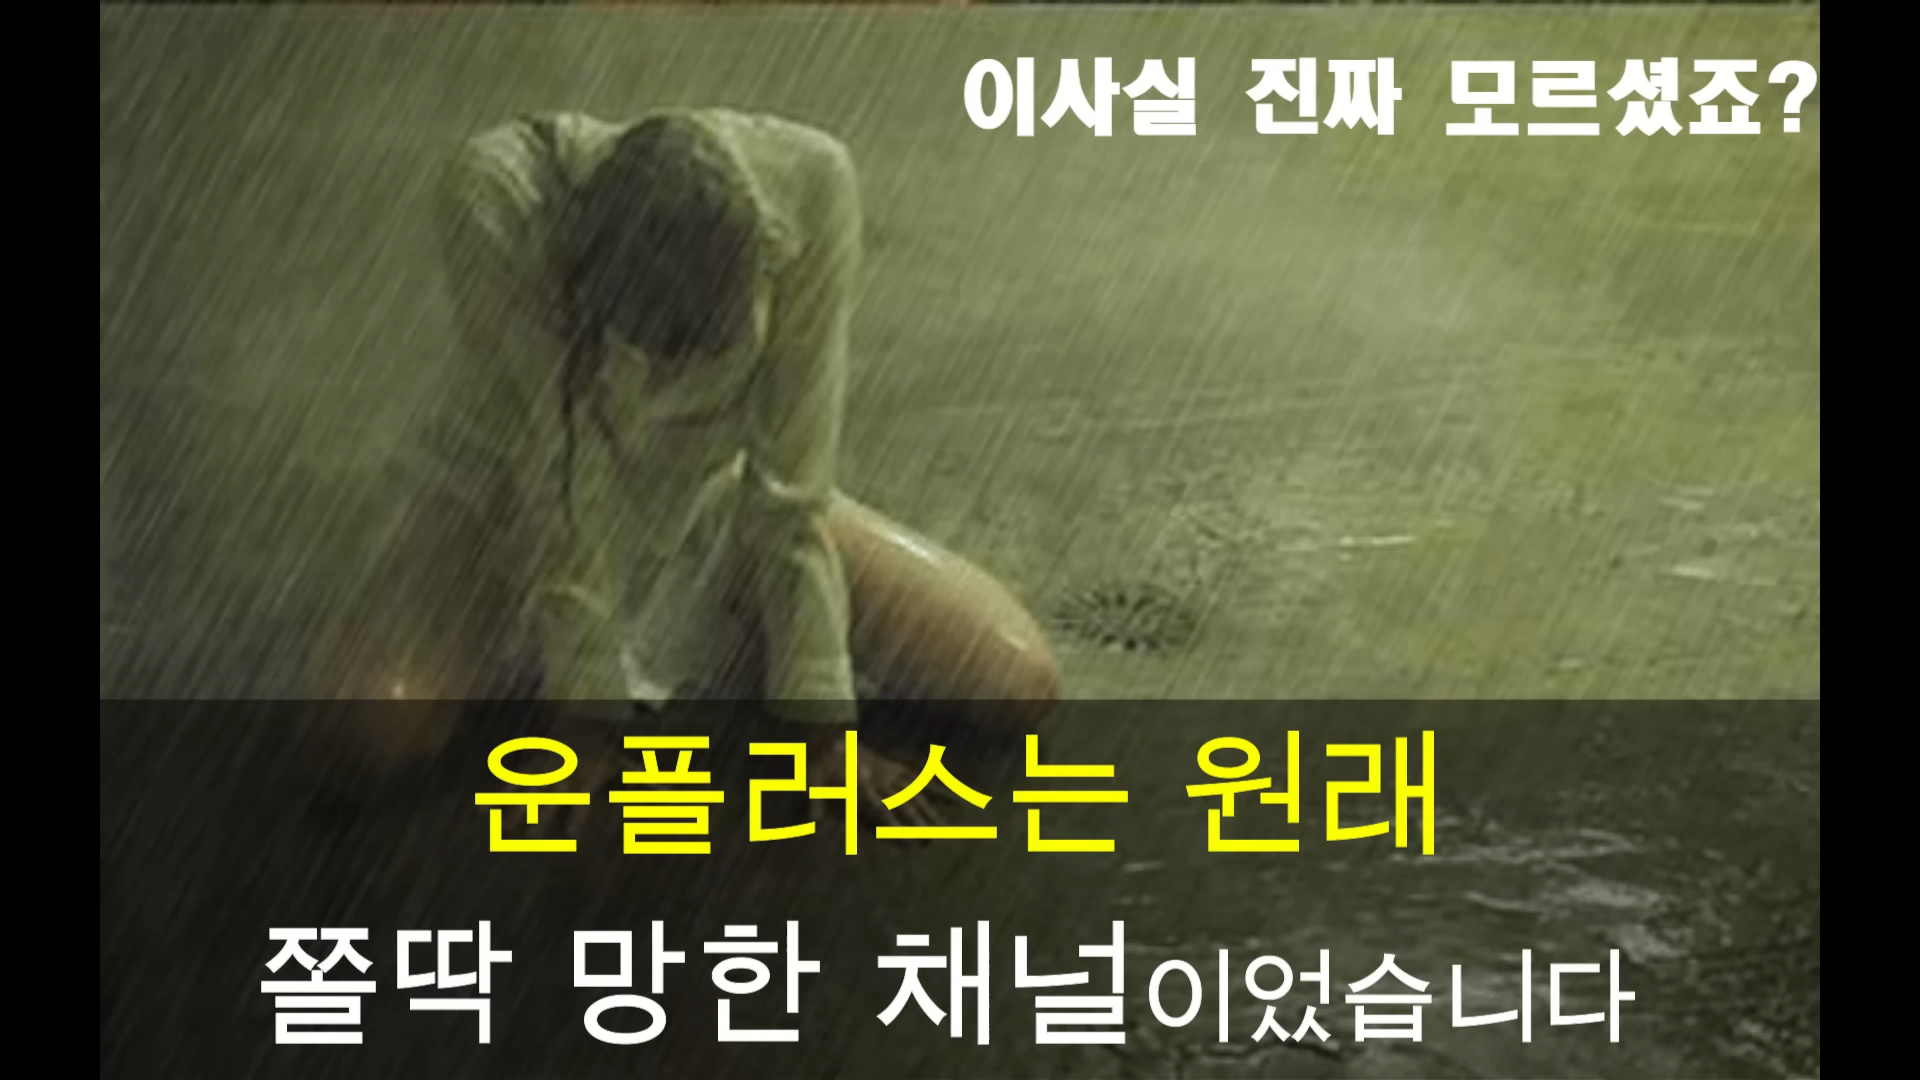 이사실 진짜 모르셨죠?
운플러스는 원래
쫄딱 망한 채널이었습니다